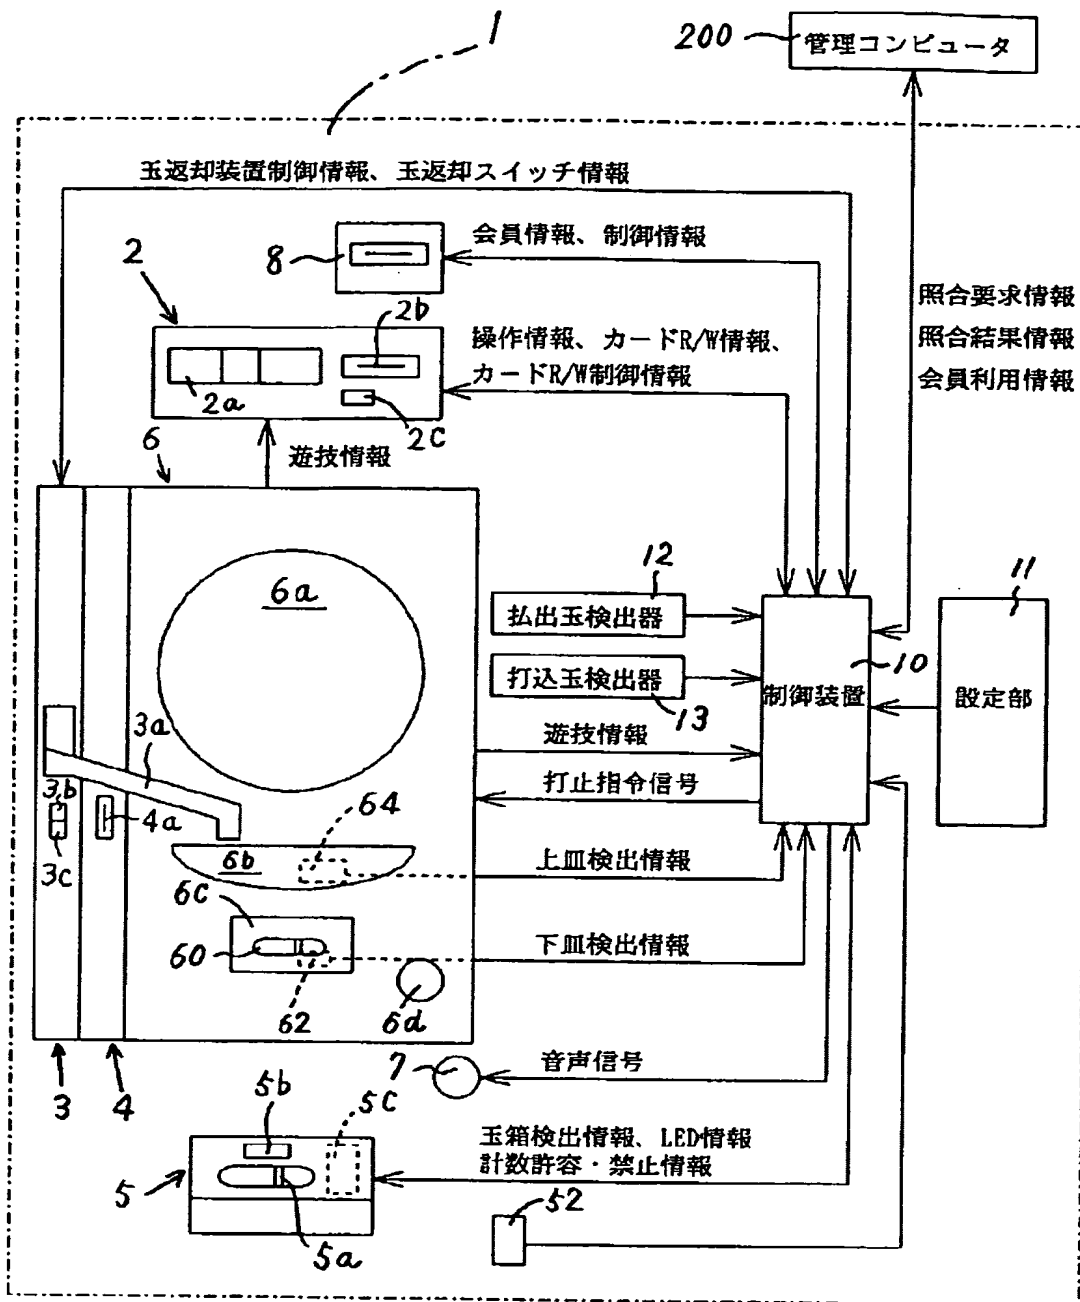 1
200
管理コンピュータ
玉返却装置制御情報、玉返却スイッチ情報
会員情報、制御情報
8
2
2b
照合要求情報
照合結果情報
会員利用情報
操作情報、カードR/W情報、
カードR/W制御情報
2a
2c
6
遊技情報
6a
12
払出玉検出器
11
10
制御装置
打込玉検出器
13
設定部
3a
遊技情報
打止指令信号
3b
4a
64
3c
6b
上皿検出情報
6c
60
下皿検出情報
62
6d
3
4
7
音声信号
5b
5c
玉箱検出情報、LED情報
計数許容・禁止情報
5
5a
52